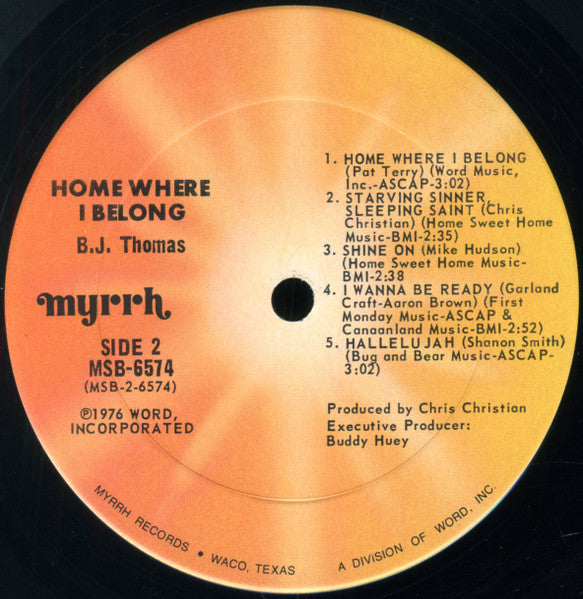 HOME WHERE
I BELONG
B.J. Thomas
myrrh
SIDE 2
MSB-6574
(MSB-2-6574)
℗1976 WORD,
INCORPORATED
1. HOME WHERE I BELONG
(Pat Terry) (Word Music,
Inc.-ASCAP-3:02)
2. STARVING SINNER,
SLEEPING SAINT (Chris
Christian) (Home Sweet Home
Music-BMI-2:35)
3. SHINE ON (Mike Hudson)
(Home Sweet Home Music-
BMI-2:38
4. I WANNA BE READY (Garland
Craft-Aaron Brown) (First
Monday Music-ASCAP &
Canaanland Music-BMI-2:52)
5. HALLELUJAH (Shanon Smith)
(Bug and Bear Music-ASCAP-
3:02)
Produced by Chris Christian
Executive Producer:
Buddy Huey
MYRRH RECORDS • WACO, TEXAS A DIVISION OF WORD, INC.